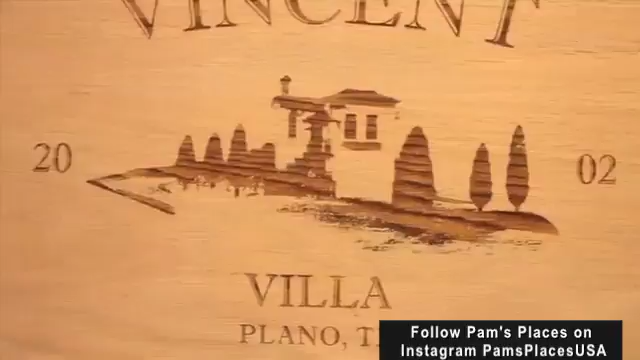 VINCENT
20 02
VILLA
PLANO, T
Follow Pam's Places on
Instagram PamsPlacesUSA